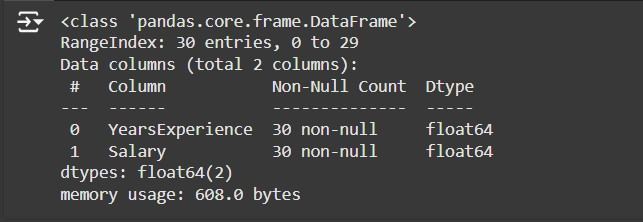 <class 'pandas.core.frame.DataFrame'>
RangeIndex: 30 entries, 0 to 29
Data columns (total 2 columns):
 #   Column           Non-Null Count  Dtype
---  ------           --------------  -----
 0   YearsExperience  30 non-null     float64
 1   Salary           30 non-null     float64
dtypes: float64(2)
memory usage: 608.0 bytes